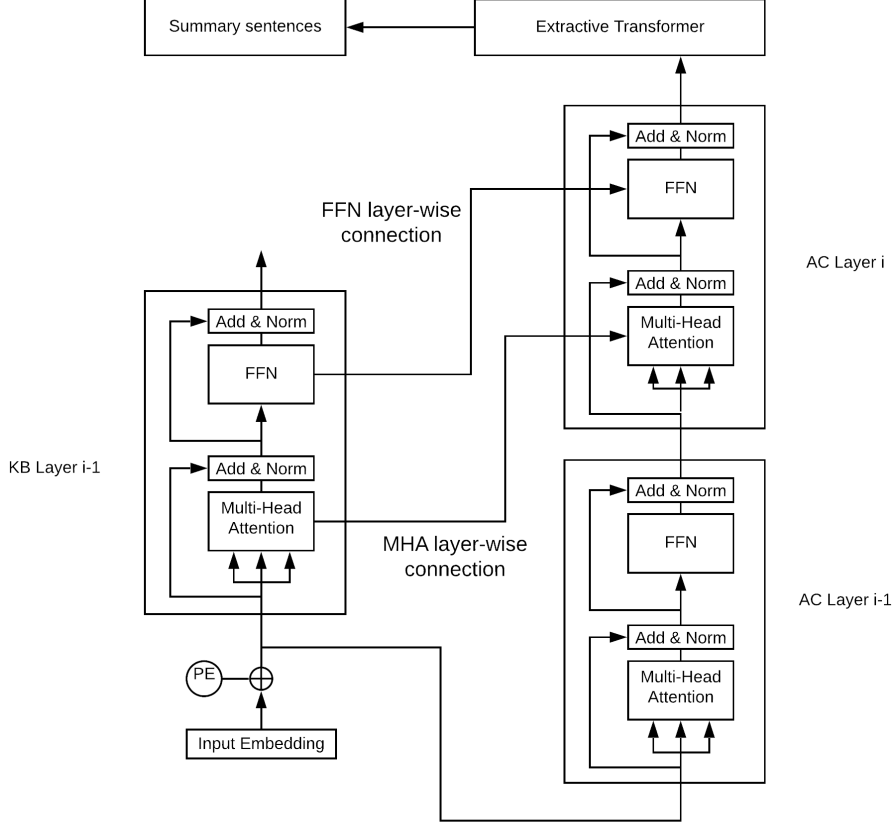 Summary sentences
Extractive Transformer
Add & Norm
FFN
FFN layer-wise
connection
AC Layer i
Add & Norm
Multi-Head
Attention
Add & Norm
FFN
KB Layer i-1
Add & Norm
Multi-Head
Attention
MHA layer-wise
connection
Add & Norm
FFN
AC Layer i-1
Add & Norm
Multi-Head
Attention
PE
Input Embedding